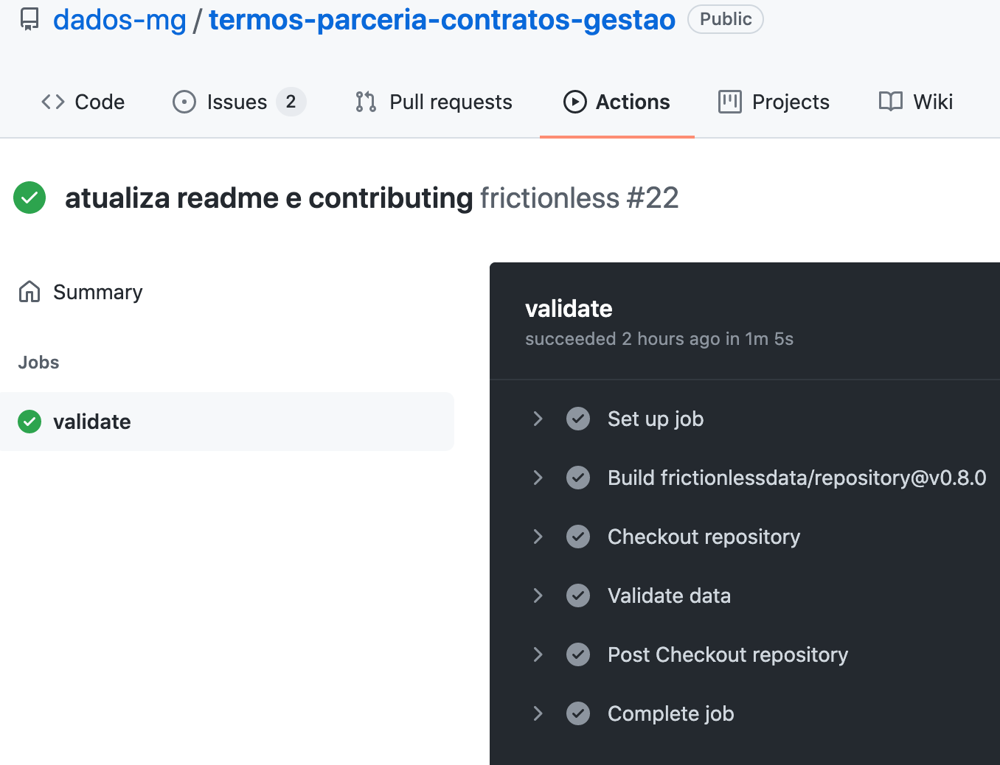 dados-mg / termos-parceria-contratos-gestao Public
Code Issues 2 Pull requests Actions Projects Wiki
atualiza readme e contributing frictionless #22
Summary
Jobs
validate
validate
succeeded 2 hours ago in 1m 5s
Set up job
Build frictionlessdata/repository@v0.8.0
Checkout repository
Validate data
Post Checkout repository
Complete job